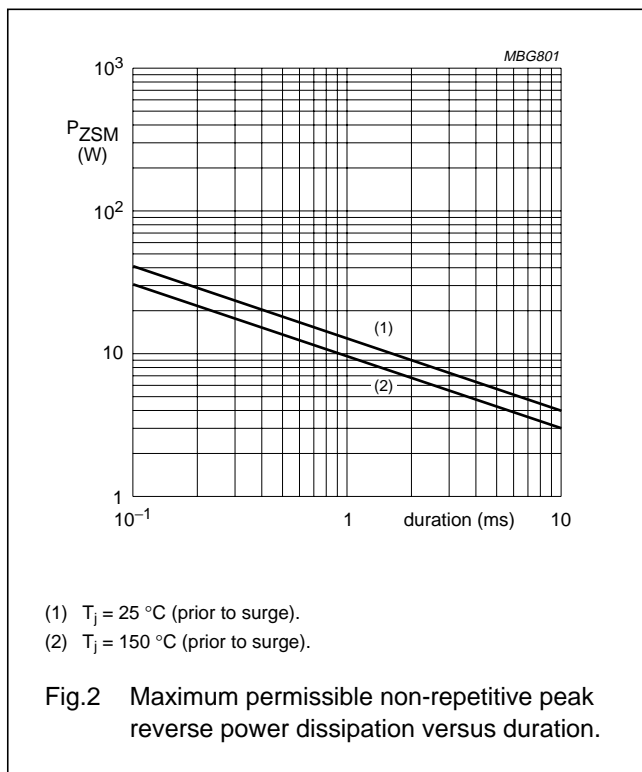 MBG801
10³
P_ZSM
(W)
10²
(1)
10
(2)
1
10⁻¹ 1 duration (ms) 10
(1) T_j = 25 °C (prior to surge).
(2) T_j = 150 °C (prior to surge).
Fig.2 Maximum permissible non-repetitive peak
reverse power dissipation versus duration.